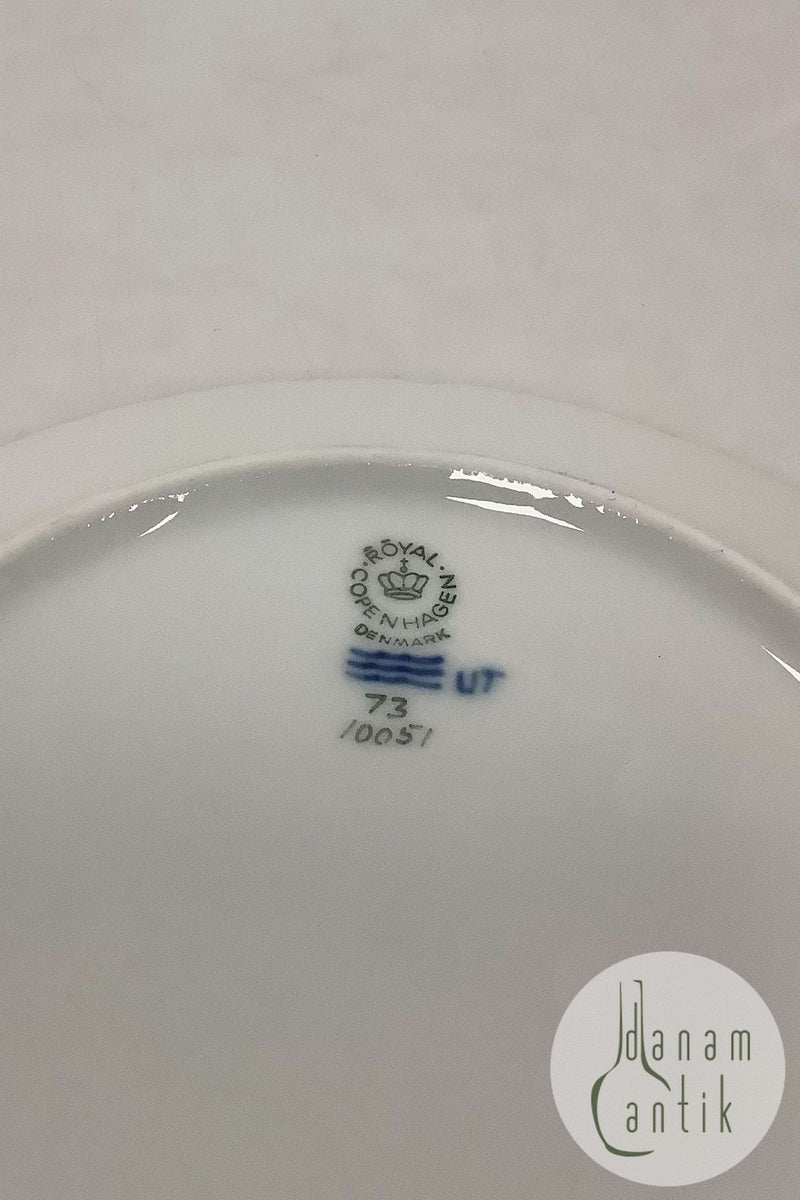 ROYAL
COPENHAGEN
DENMARK
UT
73
10051
danam
antik